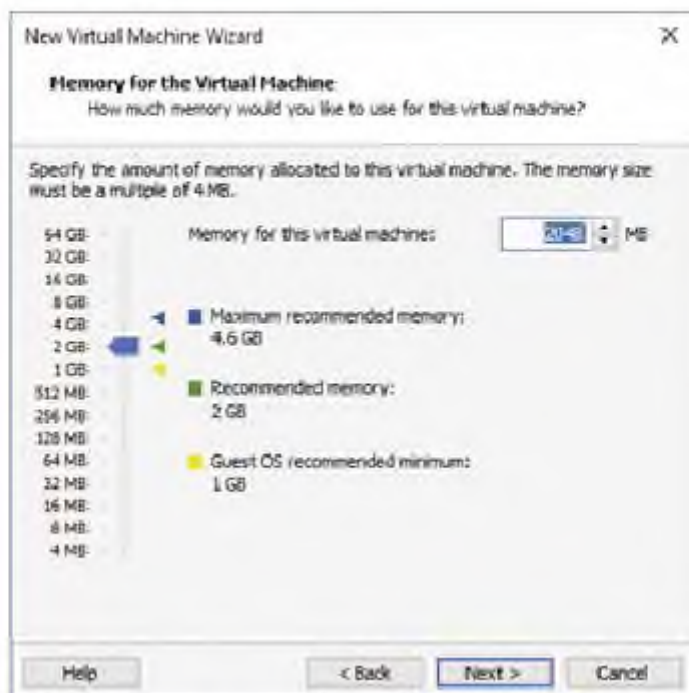 New Virtual Machine Wizard
Memory for the Virtual Machine
How much memory would you like to use for this virtual machine?
Specify the amount of memory allocated to this virtual machine. The memory size
must be a multiple of 4 MB.
64 GB
Memory for this virtual machine: 2048 MB
32 GB
16 GB
8 GB
4 GB
Maximum recommended memory:
4.6 GB
2 GB
1 GB
512 MB
Recommended memory:
2 GB
256 MB
128 MB
64 MB
Guest OS recommended minimum:
1 GB
32 MB
16 MB
8 MB
4 MB
Help
< Back
Next >
Cancel